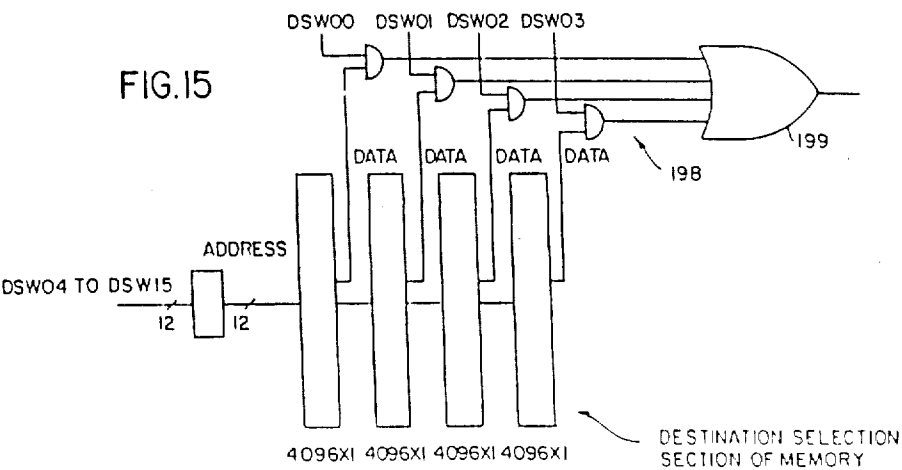 DSW00 DSW01 DSW02 DSW03
FIG.15
199
DATA DATA DATA DATA
198
ADDRESS
DSW04 TO DSW15
12 12
4096X1 4096X1 4096X1 4096X1
DESTINATION SELECTION
SECTION OF MEMORY